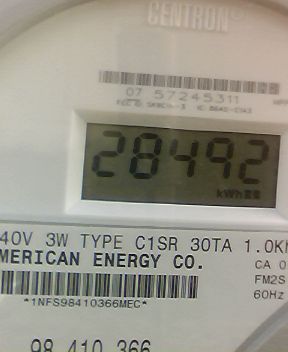 CENTRON®
07 57245311
28492
kWh
40V 3W TYPE C1SR 30TA 1.0K
MERICAN ENERGY CO.
CA 0
FM2S
60Hz
*1NFS98410366MEC*
98 410 366